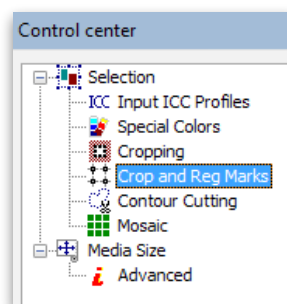 Control center
Selection
ICC Input ICC Profiles
Special Colors
Cropping
Crop and Reg Marks
Contour Cutting
Mosaic
Media Size
i Advanced